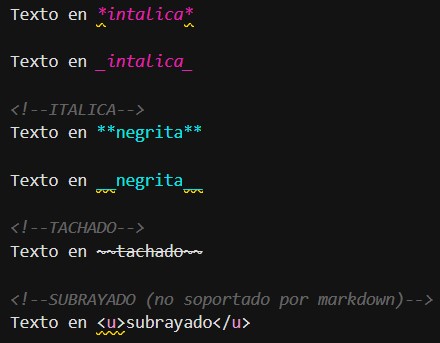 Texto en *intalica*
Texto en _intalica_
<!--ITALICA-->
Texto en **negrita**
Texto en __negrita__
<!--TACHADO-->
Texto en ~~tachado~~
<!--SUBRAYADO (no soportado por markdown)-->
Texto en <u>subrayado</u>